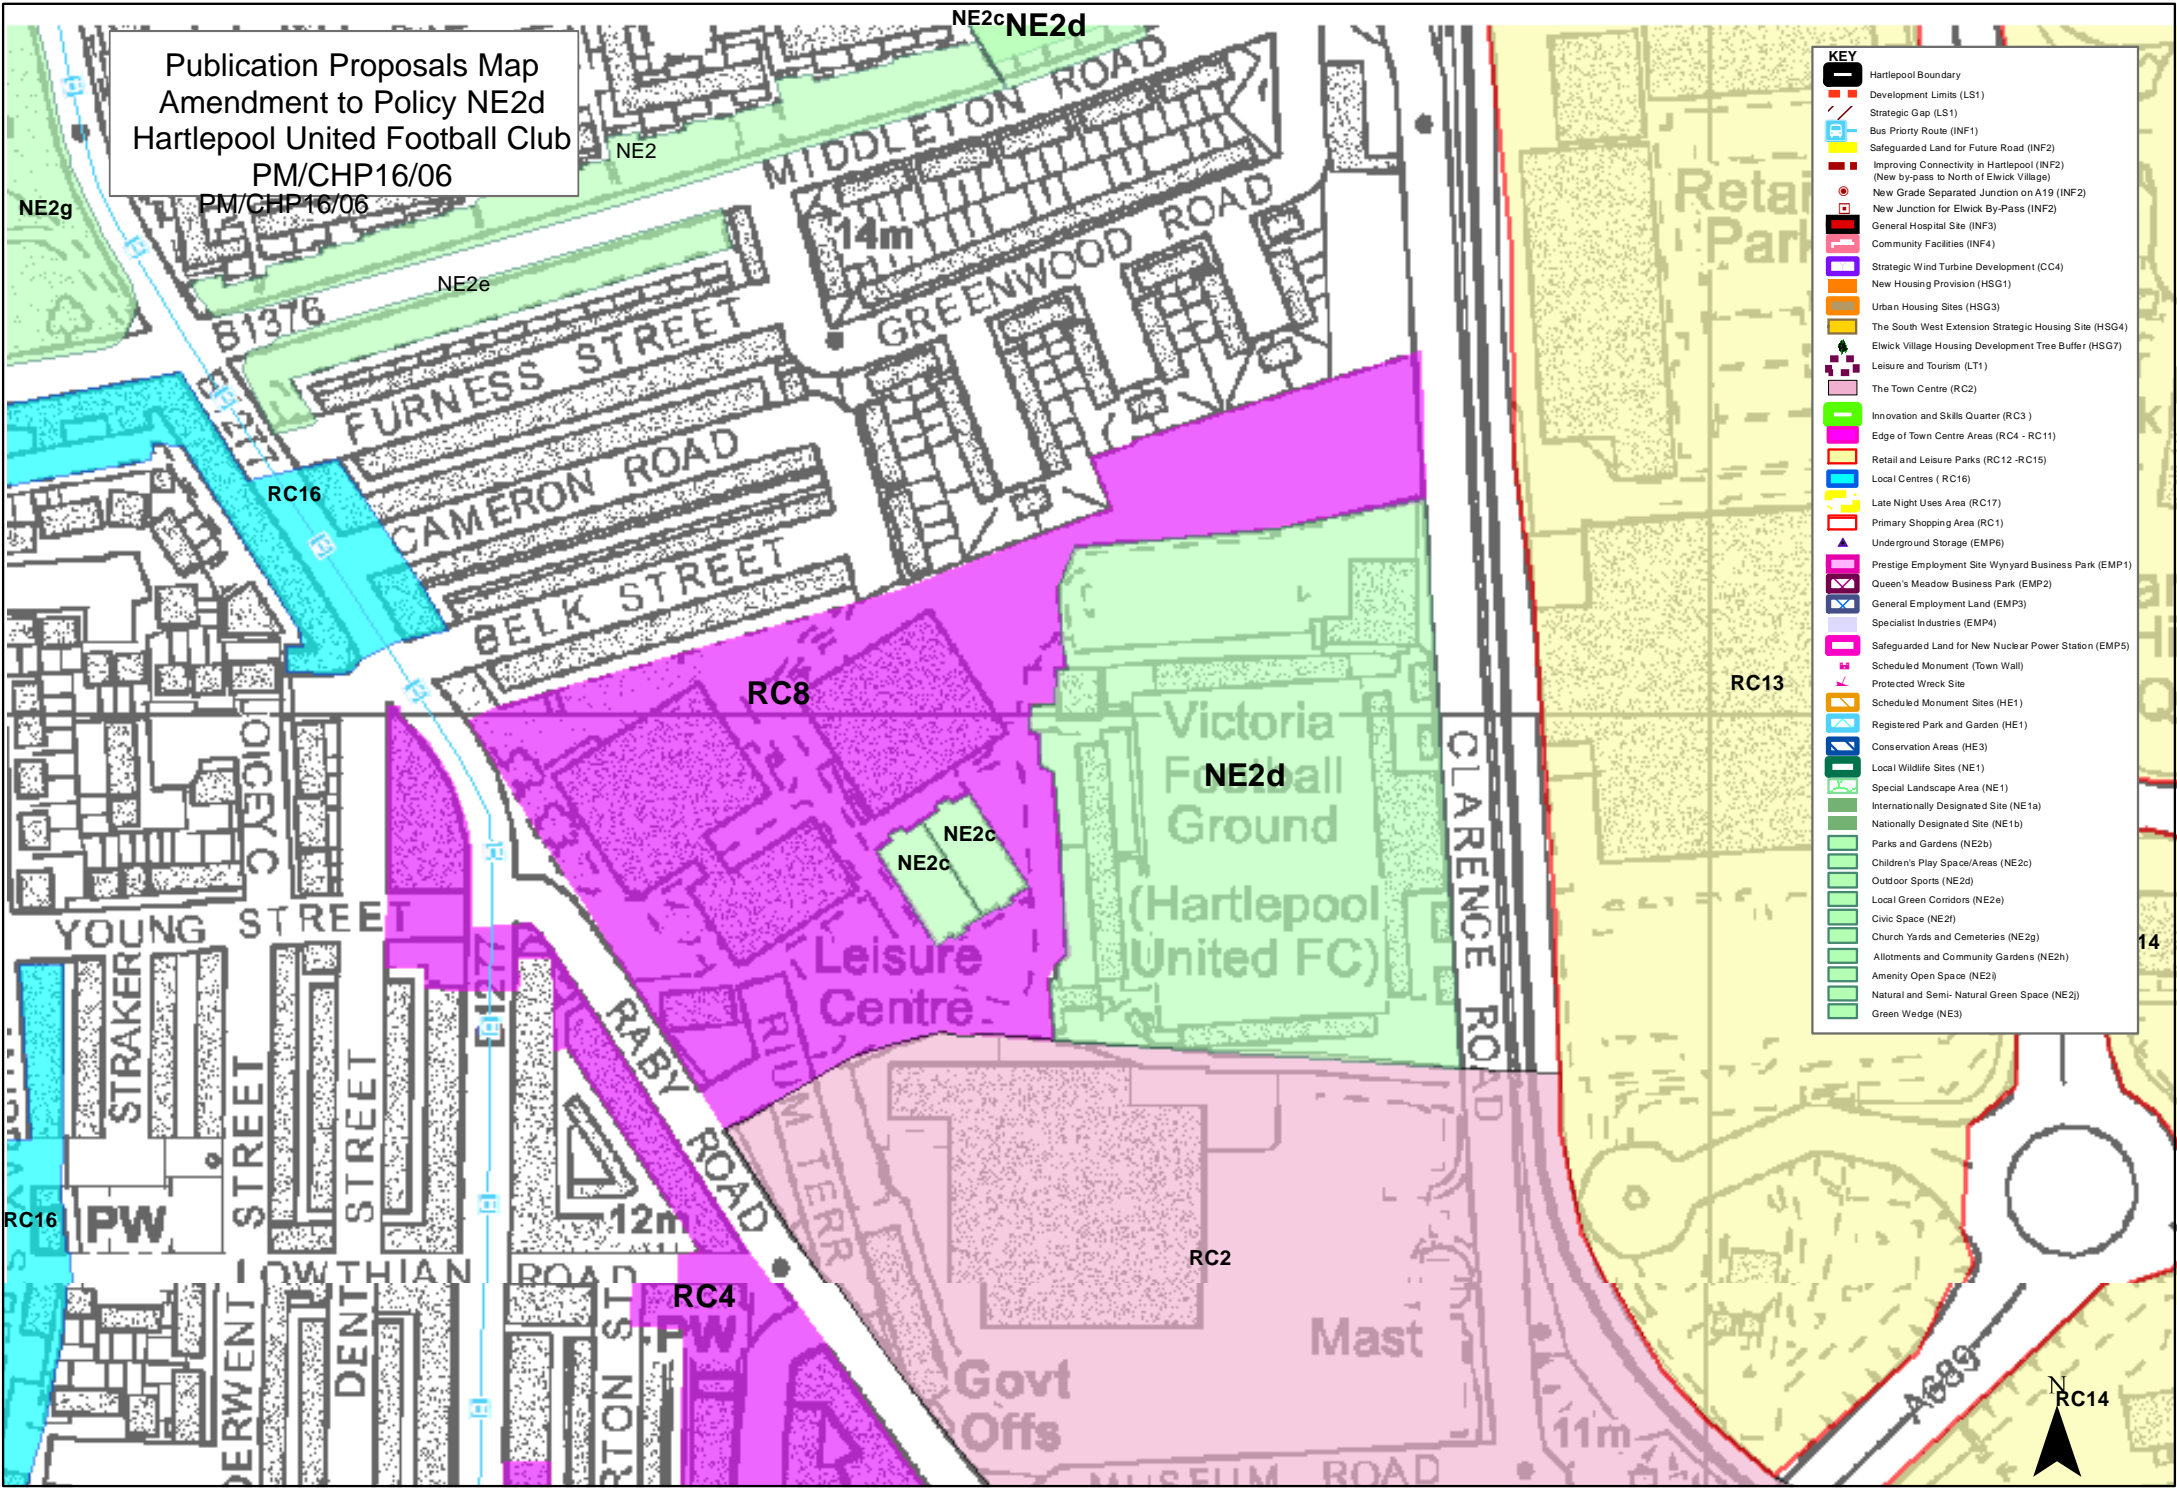 NE2c NE2d
Publication Proposals Map
Amendment to Policy NE2d
Hartlepool United Football Club
PM/CHP16/06
PM/CHP16/06
NE2g
NE2
NE2e
MIDDLETON ROAD
14m
GREENWOOD ROAD
B1376
FURNESS STREET
CAMERON ROAD
BELK STREET
RC16
Retai
Park
RC8
RC13
Victoria
Football
Ground
NE2d
(Hartlepool
United FC)
NE2c
NE2c
Leisure
Centre
CLARENCE ROAD
YOUNG STREET
STRAKER
STREET
STREET
RABY ROAD
12m
PW
RC16
LOWTHIAN ROAD
DERWENT
DENT
RTON ST
RC4
PW
RC2
Mast
Govt
Offs
11m
MUSEUM ROAD
A689
14
N
RC14
KEY
Hartlepool Boundary
Development Limits (LS1)
Strategic Gap (LS1)
Bus Priorty Route (INF1)
Safeguarded Land for Future Road (INF2)
Improving Connectivity in Hartlepool (INF2)
(New by-pass to North of Elwick Village)
New Grade Separated Junction on A19 (INF2)
New Junction for Elwick By-Pass (INF2)
General Hospital Site (INF3)
Community Facilities (INF4)
Strategic Wind Turbine Development (CC4)
New Housing Provision (HSG1)
Urban Housing Sites (HSG3)
The South West Extension Strategic Housing Site (HSG4)
Elwick Village Housing Development Tree Buffer (HSG7)
Leisure and Tourism (LT1)
The Town Centre (RC2)
Innovation and Skills Quarter (RC3 )
Edge of Town Centre Areas (RC4 - RC11)
Retail and Leisure Parks (RC12 -RC15)
Local Centres ( RC16)
Late Night Uses Area (RC17)
Primary Shopping Area (RC1)
Underground Storage (EMP6)
Prestige Employment Site Wynyard Business Park (EMP1)
Queen's Meadow Business Park (EMP2)
General Employment Land (EMP3)
Specialist Industries (EMP4)
Safeguarded Land for New Nuclear Power Station (EMP5)
Scheduled Monument (Town Wall)
Protected Wreck Site
Scheduled Monument Sites (HE1)
Registered Park and Garden (HE1)
Conservation Areas (HE3)
Local Wildlife Sites (NE1)
Special Landscape Area (NE1)
Internationally Designated Site (NE1a)
Nationally Designated Site (NE1b)
Parks and Gardens (NE2b)
Children's Play Space/Areas (NE2c)
Outdoor Sports (NE2d)
Local Green Corridors (NE2e)
Civic Space (NE2f)
Church Yards and Cemeteries (NE2g)
Allotments and Community Gardens (NE2h)
Amenity Open Space (NE2i)
Natural and Semi- Natural Green Space (NE2j)
Green Wedge (NE3)